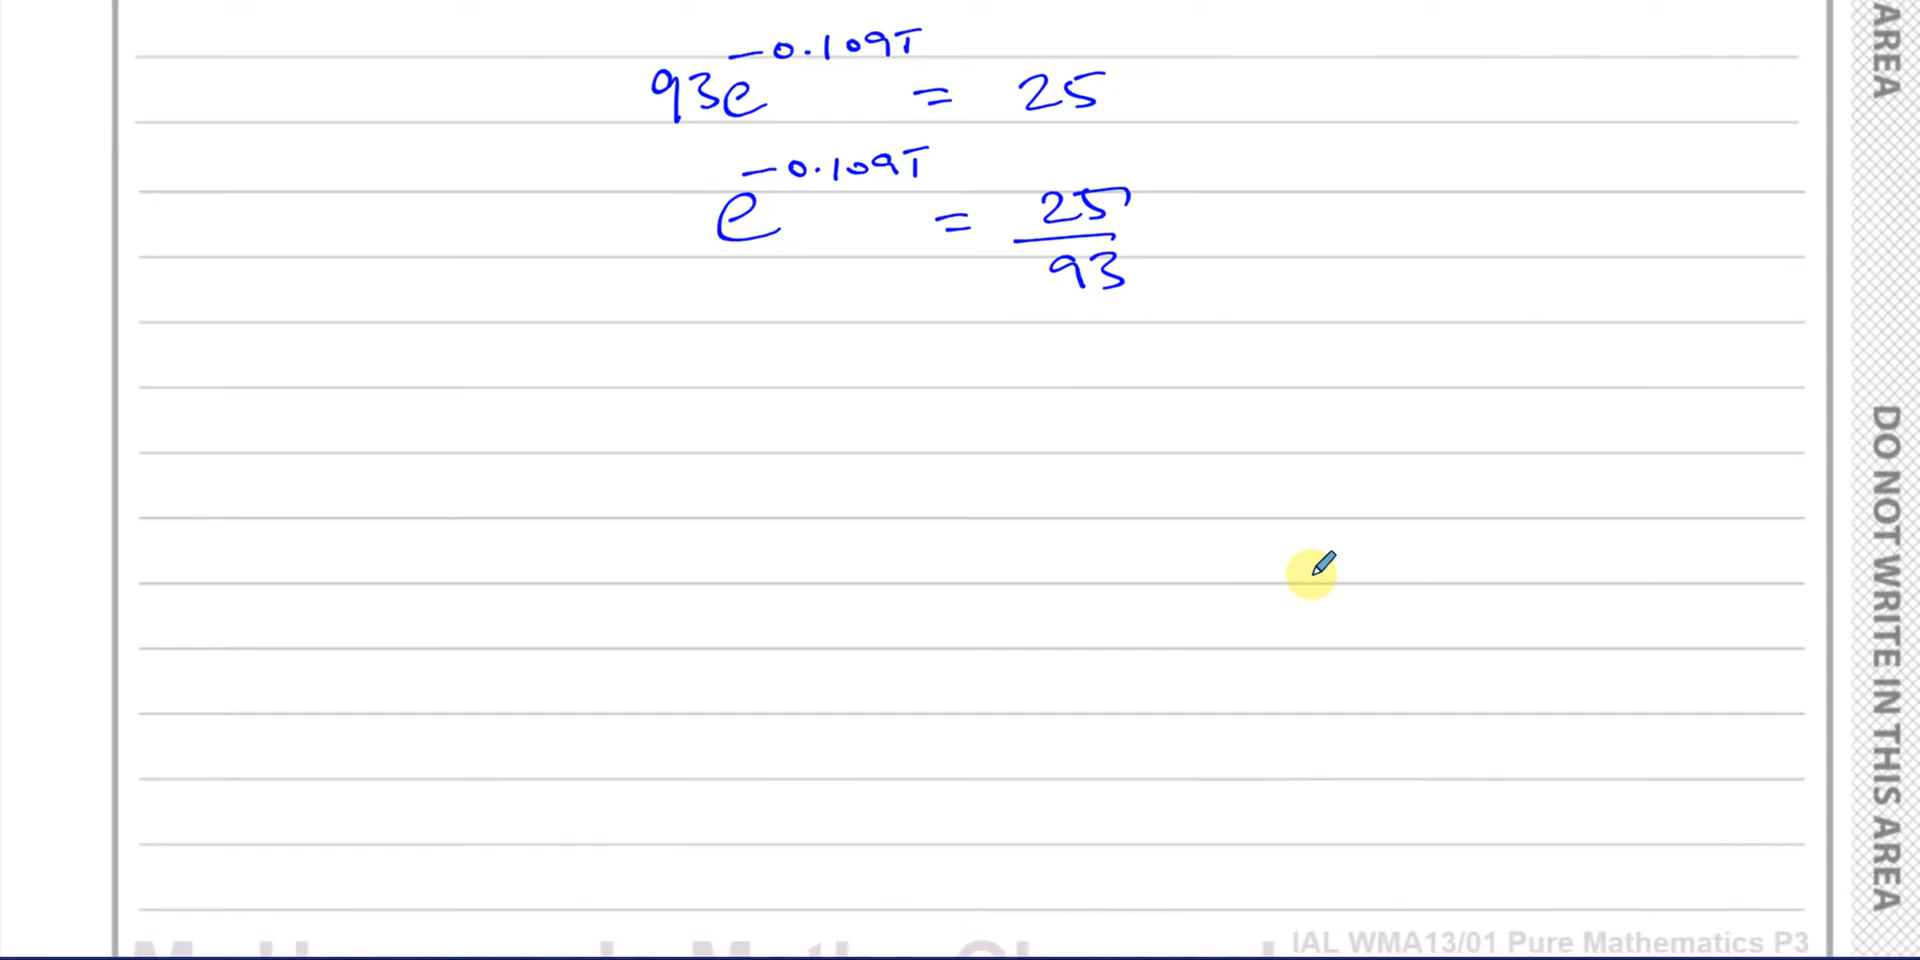 93e^{-0.109T} = 25
e^{-0.109T} = 25/93
AREA
DO NOT WRITE IN THIS AREA
IAL WMA13/01 Pure Mathematics P3